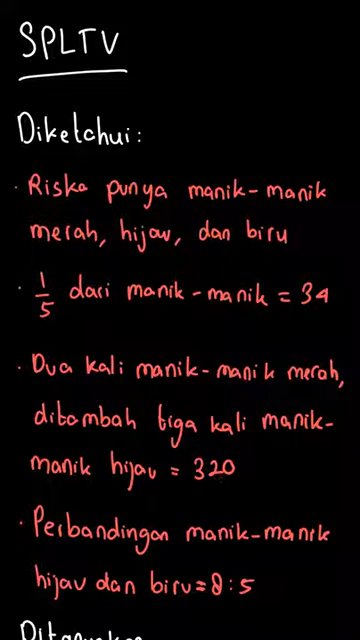 SPLTV
Diketahui:
• Riska punya manik-manik
merah, hijau, dan biru
• 1/5 dari manik-manik = 34
• Dua kali manik-manik merah,
ditambah tiga kali manik-
manik hijau = 320
• Perbandingan manik-manik
hijau dan biru = 8:5
Ditanyakan